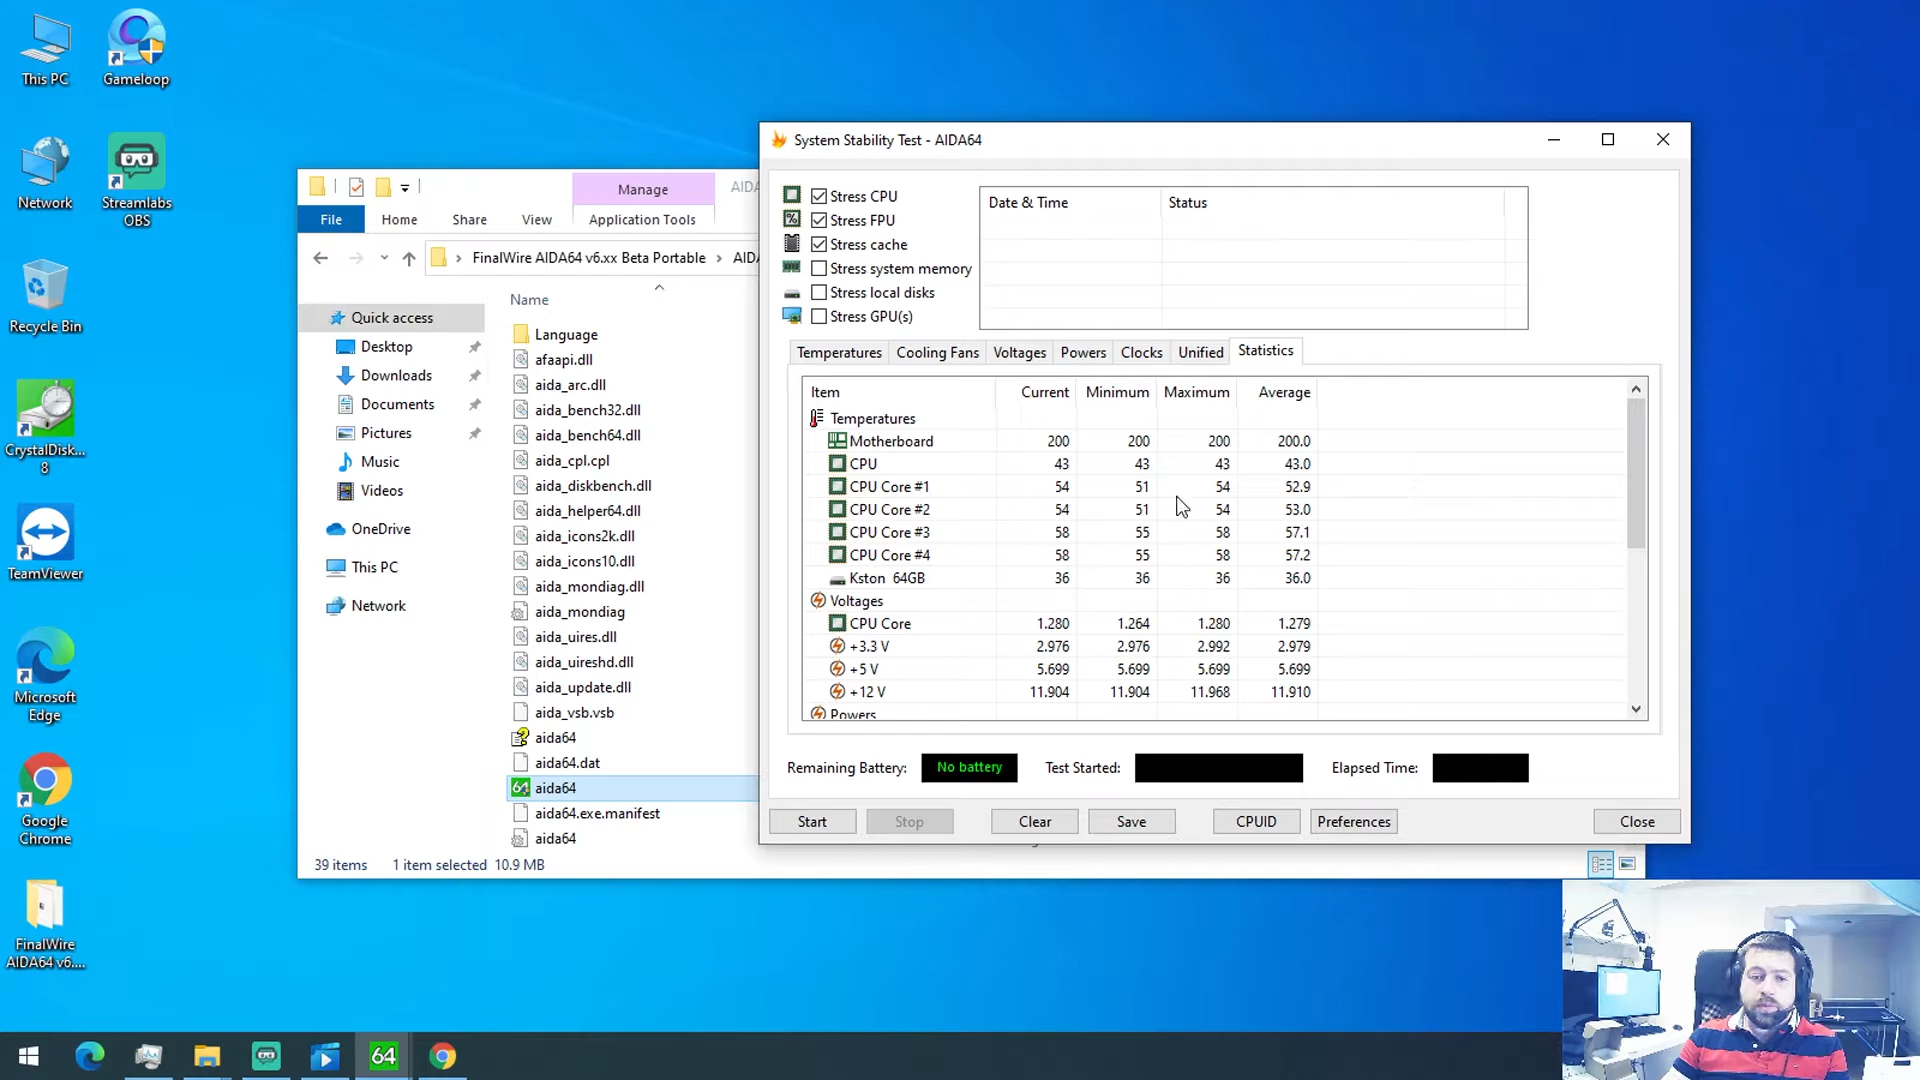 This PC
Gameloop
Network
Streamlabs
OBS
Recycle Bin
CrystalDisk...
8
TeamViewer
Microsoft
Edge
Google
Chrome
FinalWire
AIDA64 v6....
Manage
AIDA
File
Home
Share
View
Application Tools
FinalWire AIDA64 v6.xx Beta Portable
AIDA
Quick access
Desktop
Downloads
Documents
Pictures
Music
Videos
OneDrive
This PC
Network
Name
Language
afaapi.dll
aida_arc.dll
aida_bench32.dll
aida_bench64.dll
aida_cpl.cpl
aida_diskbench.dll
aida_helper64.dll
aida_icons2k.dll
aida_icons10.dll
aida_mondiag.dll
aida_mondiag
aida_uires.dll
aida_uireshd.dll
aida_update.dll
aida_vsb.vsb
aida64
aida64.dat
aida64
aida64.exe.manifest
aida64
39 items 1 item selected 10.9 MB
System Stability Test - AIDA64
Stress CPU
Stress FPU
Stress cache
Stress system memory
Stress local disks
Stress GPU(s)
Date & Time Status
Temperatures Cooling Fans Voltages Powers Clocks Unified Statistics
Item Current Minimum Maximum Average
Temperatures
Motherboard 200 200 200 200.0
CPU 43 43 43 43.0
CPU Core #1 54 51 54 52.9
CPU Core #2 54 51 54 53.0
CPU Core #3 58 55 58 57.1
CPU Core #4 58 55 58 57.2
Kston 64GB 36 36 36 36.0
Voltages
CPU Core 1.280 1.264 1.280 1.279
+3.3 V 2.976 2.976 2.992 2.979
+5 V 5.699 5.699 5.699 5.699
+12 V 11.904 11.904 11.968 11.910
Powers
Remaining Battery: No battery Test Started: Elapsed Time:
Start Stop Clear Save CPUID Preferences Close
64